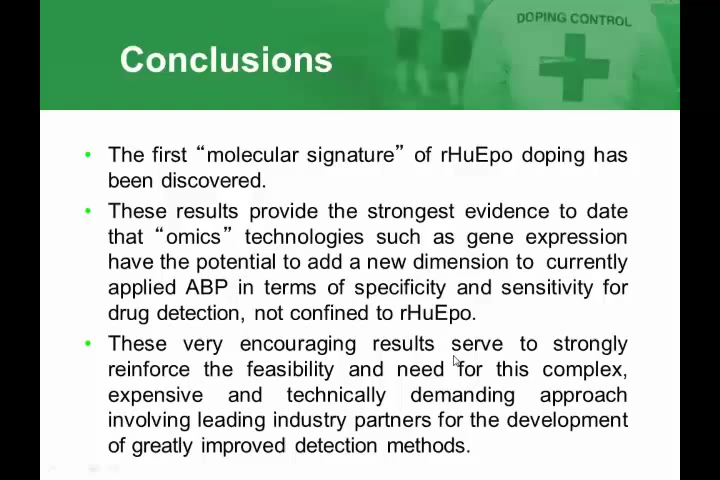 DOPING CONTROL
Conclusions
• The first “molecular signature” of rHuEpo doping has
been discovered.
• These results provide the strongest evidence to date
that “omics” technologies such as gene expression
have the potential to add a new dimension to currently
applied ABP in terms of specificity and sensitivity for
drug detection, not confined to rHuEpo.
• These very encouraging results serve to strongly
reinforce the feasibility and need for this complex,
expensive and technically demanding approach
involving leading industry partners for the development
of greatly improved detection methods.